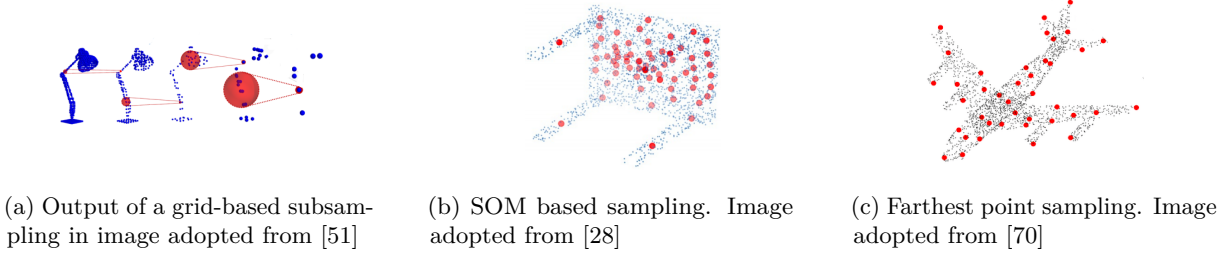 (a) Output of a grid-based subsam-
pling in image adopted from [51]
(b) SOM based sampling. Image
adopted from [28]
(c) Farthest point sampling. Image
adopted from [70]